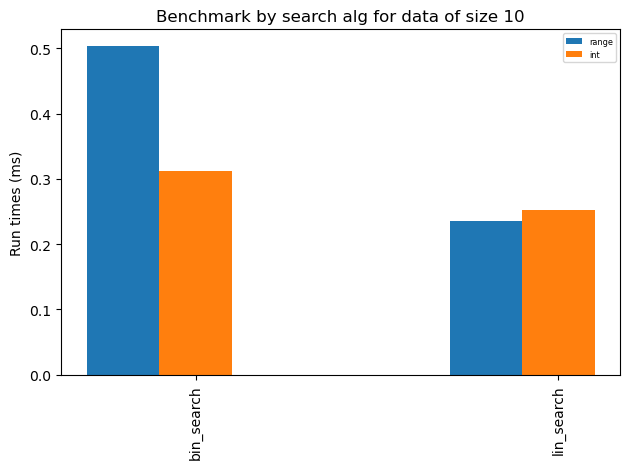 Benchmark by search alg for data of size 10
range
int
Run times (ms)
0.5
0.4
0.3
0.2
0.1
0.0
bin_search
lin_search